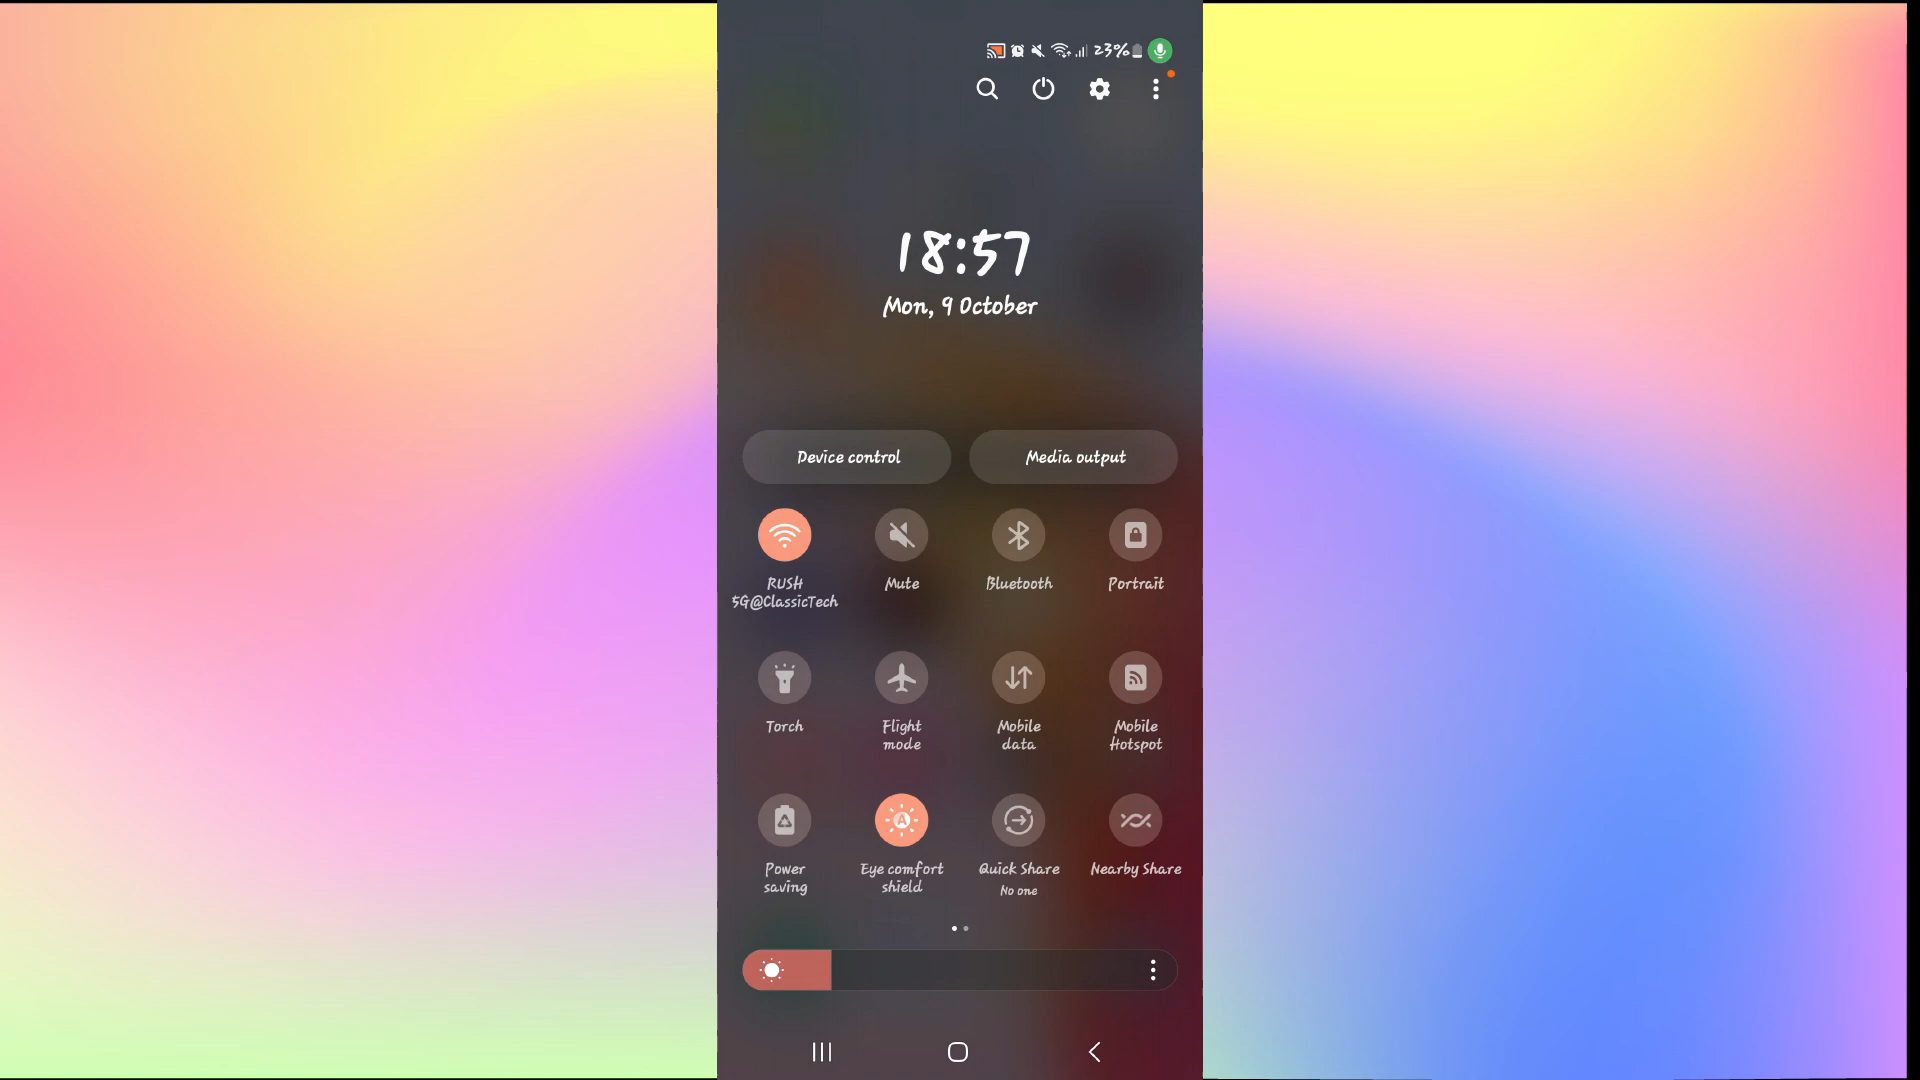 23%
18:57
Mon, 9 October
Device control
Media output
RUSH
5G@ClassicTech
Mute
Bluetooth
Portrait
Torch
Flight
mode
Mobile
data
Mobile
Hotspot
Power
saving
A
Eye comfort
shield
Quick Share
No one
Nearby Share